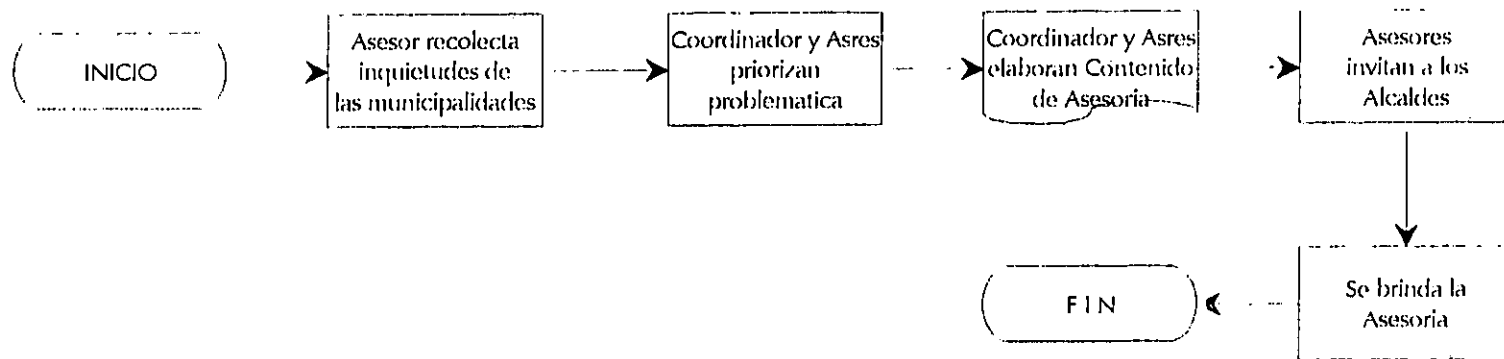 INICIO
Asesor recolecta
inquietudes de
las municipalidades
Coordinador y Asres
priorizan
problematica
Coordinador y Asres
elaboran Contenido
de Asesoria
Asesores
invitan a los
Alcaldes
Se brinda la
Asesoria
FIN